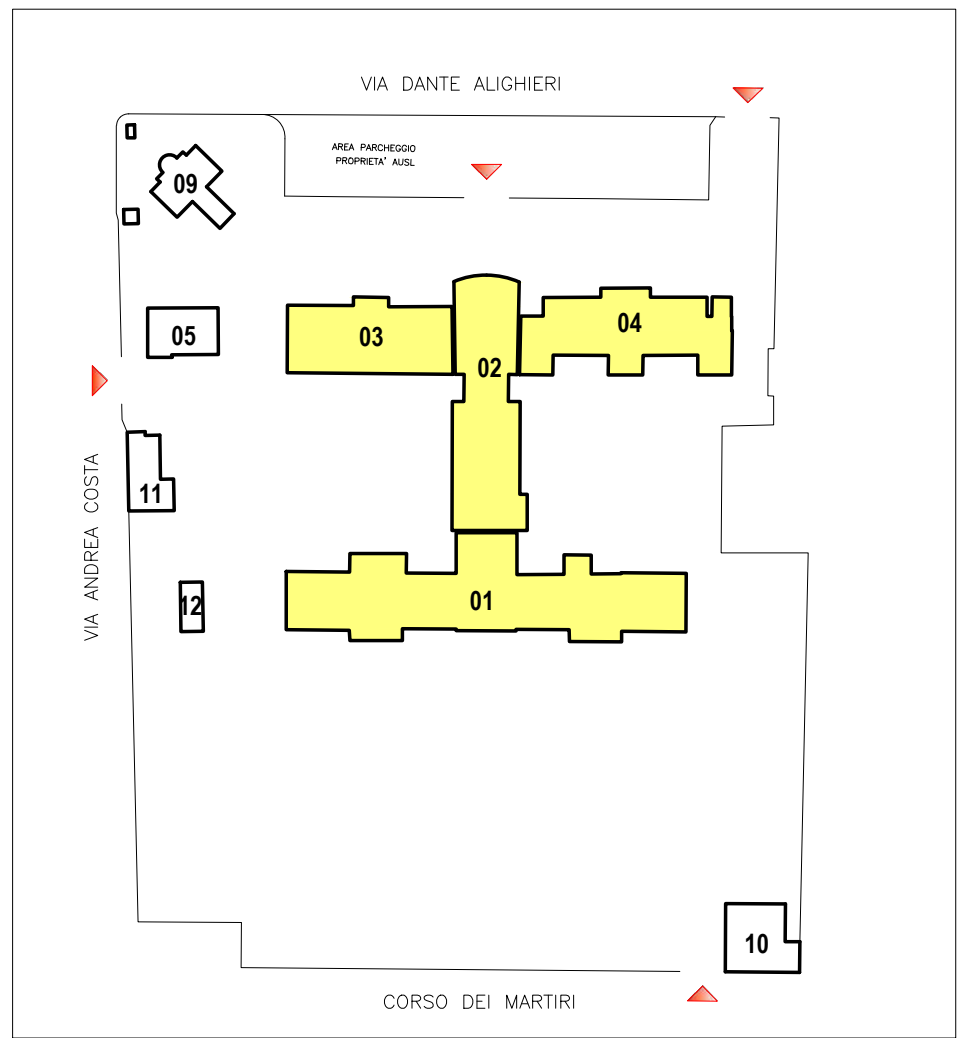 VIA DANTE ALIGHIERI
AREA PARCHEGGIO
PROPRIETA' AUSL
09
03
04
05
02
11
VIA ANDREA COSTA
12
01
10
CORSO DEI MARTIRI